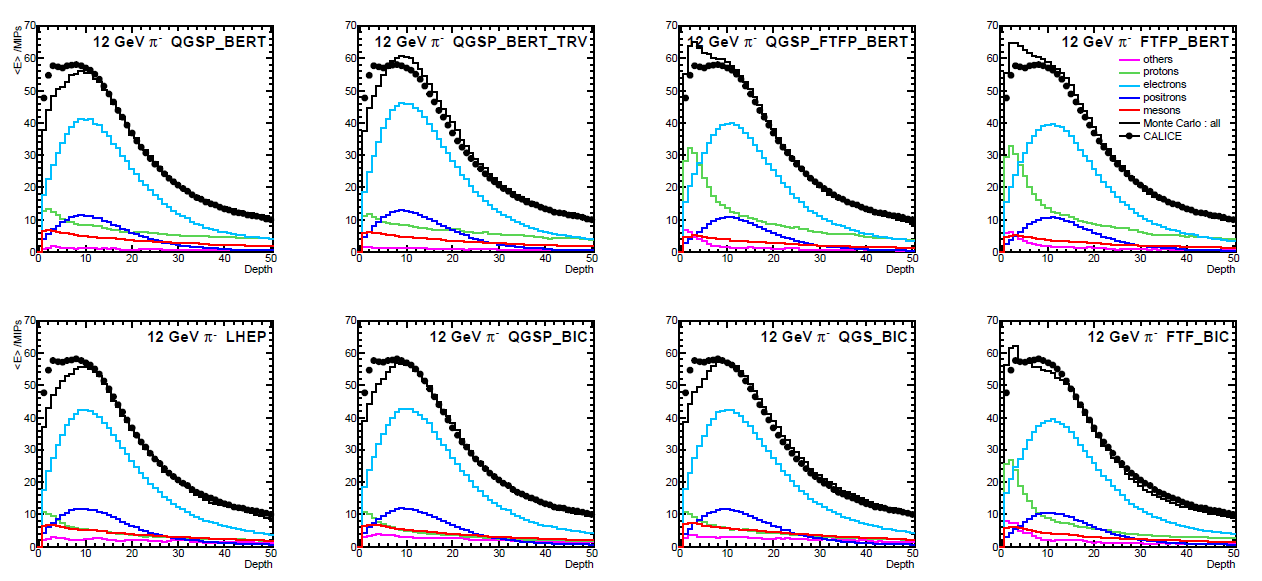 12 GeV π⁻ QGSP_BERT
<E> /MIPs
70
60
50
40
30
20
10
0
0 10 20 30 40 50
Depth
12 GeV π⁻ QGSP_BERT_TRV
70
60
50
40
30
20
10
0
0 10 20 30 40 50
Depth
12 GeV π⁻ QGSP_FTFP_BERT
70
60
50
40
30
20
10
0
0 10 20 30 40 50
Depth
12 GeV π⁻ FTFP_BERT
others
protons
electrons
positrons
mesons
Monte Carlo : all
CALICE
70
60
50
40
30
20
10
0
0 10 20 30 40 50
Depth
12 GeV π⁻ LHEP
<E> /MIPs
70
60
50
40
30
20
10
0
0 10 20 30 40 50
Depth
12 GeV π⁻ QGSP_BIC
70
60
50
40
30
20
10
0
0 10 20 30 40 50
Depth
12 GeV π⁻ QGS_BIC
70
60
50
40
30
20
10
0
0 10 20 30 40 50
Depth
12 GeV π⁻ FTF_BIC
70
60
50
40
30
20
10
0
0 10 20 30 40 50
Depth